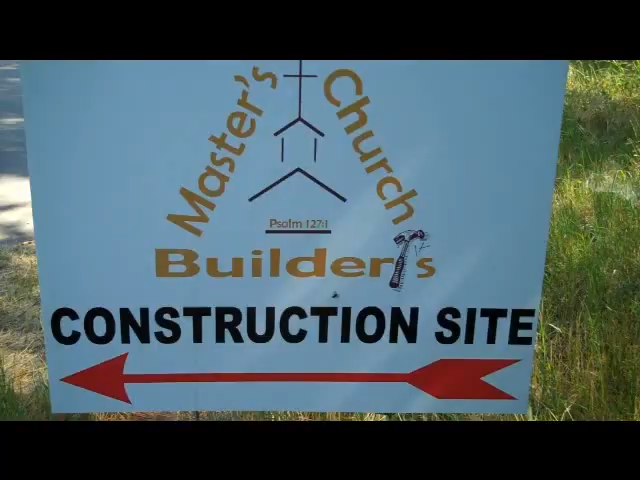 Master's
Church
Psalm 127:1
Builders
CONSTRUCTION SITE